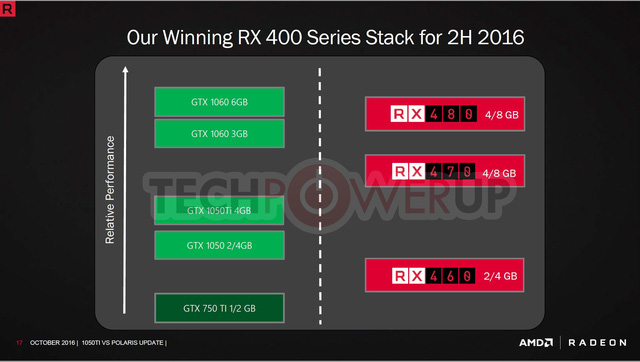 R
Our Winning RX 400 Series Stack for 2H 2016
Relative Performance
GTX 1060 6GB
GTX 1060 3GB
GTX 1050Ti 4GB
GTX 1050 2/4GB
GTX 750 TI 1/2 GB
RX 480 4/8 GB
RX 470 4/8 GB
RX 460 2/4 GB
TECHPOWERUP
17 OCTOBER 2016 | 1050TI VS POLARIS UPDATE |
AMD | RADEON